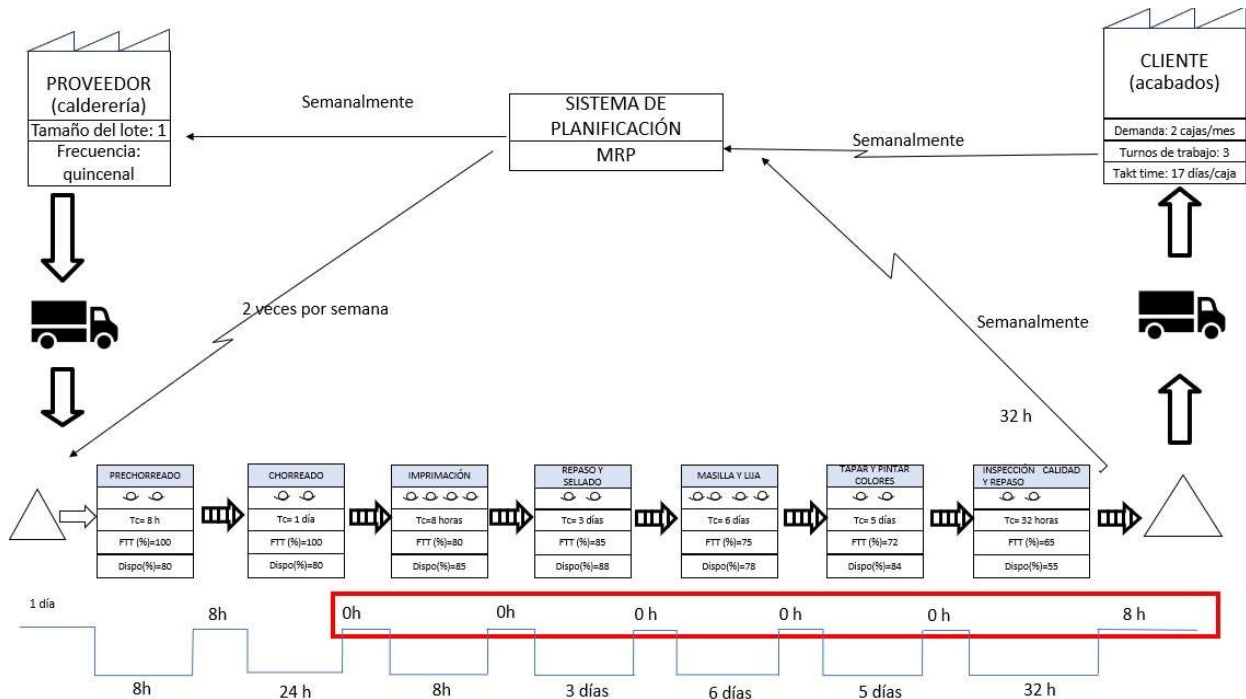 PROVEEDOR
(calderería)
Tamaño del lote: 1
Frecuencia:
quincenal
Semanalmente
SISTEMA DE
PLANIFICACIÓN
MRP
Semanalmente
CLIENTE
(acabados)
Demanda: 2 cajas/mes
Turnos de trabajo: 3
Takt time: 17 días/caja
2 veces por semana
Semanalmente
32 h
PRECHORREADO
Tc= 8 h
FTT (%)=100
Dispo(%)=80
CHORREADO
Tc= 1 día
FTT (%)=100
Dispo(%)=80
IMPRIMACIÓN
Tc=8 horas
FTT (%)=80
Dispo(%)=85
REPASO Y
SELLADO
Tc= 3 días
FTT (%)=85
Dispo(%)=88
MASILLA Y LIJA
Tc= 6 días
FTT (%)=75
Dispo(%)=78
TAPAR Y PINTAR
COLORES
Tc= 5 días
FTT (%)=72
Dispo(%)=84
INSPECCIÓN CALIDAD
Y REPASO
Tc= 32 horas
FTT (%)=65
Dispo(%)=55
1 día
8h
0h
0h
0 h
0 h
0 h
8 h
8h
24 h
8h
3 días
6 días
5 días
32 h